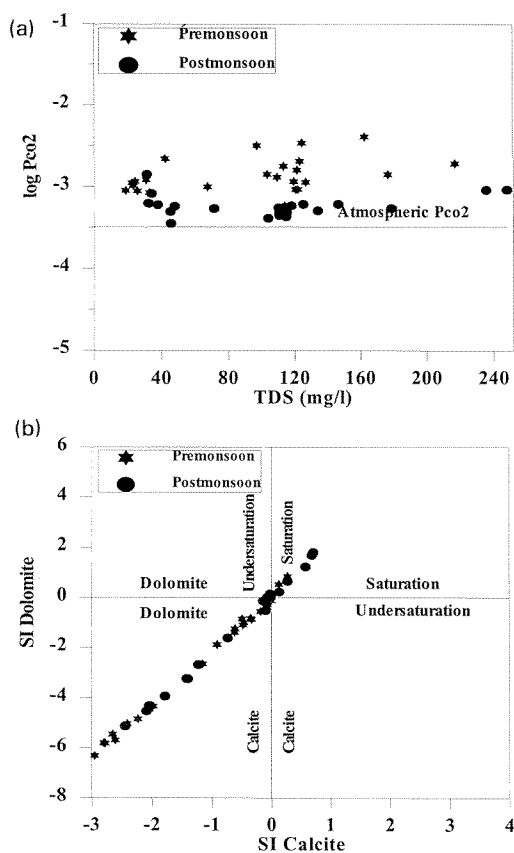 (a)
-1
Premonsoon
Postmonsoon
-2
log Pco2
-3
Atmospheric Pco2
-4
-5
0
40
80
120
160
200
240
TDS (mg/l)
(b)
6
Premonsoon
Postmonsoon
4
Undersaturation
Saturation
2
Dolomite
Saturation
SI Dolomite
0
Dolomite
Undersaturation
-2
-4
Calcite
Calcite
-6
-8
-3
-2
-1
0
1
2
3
4
SI Calcite